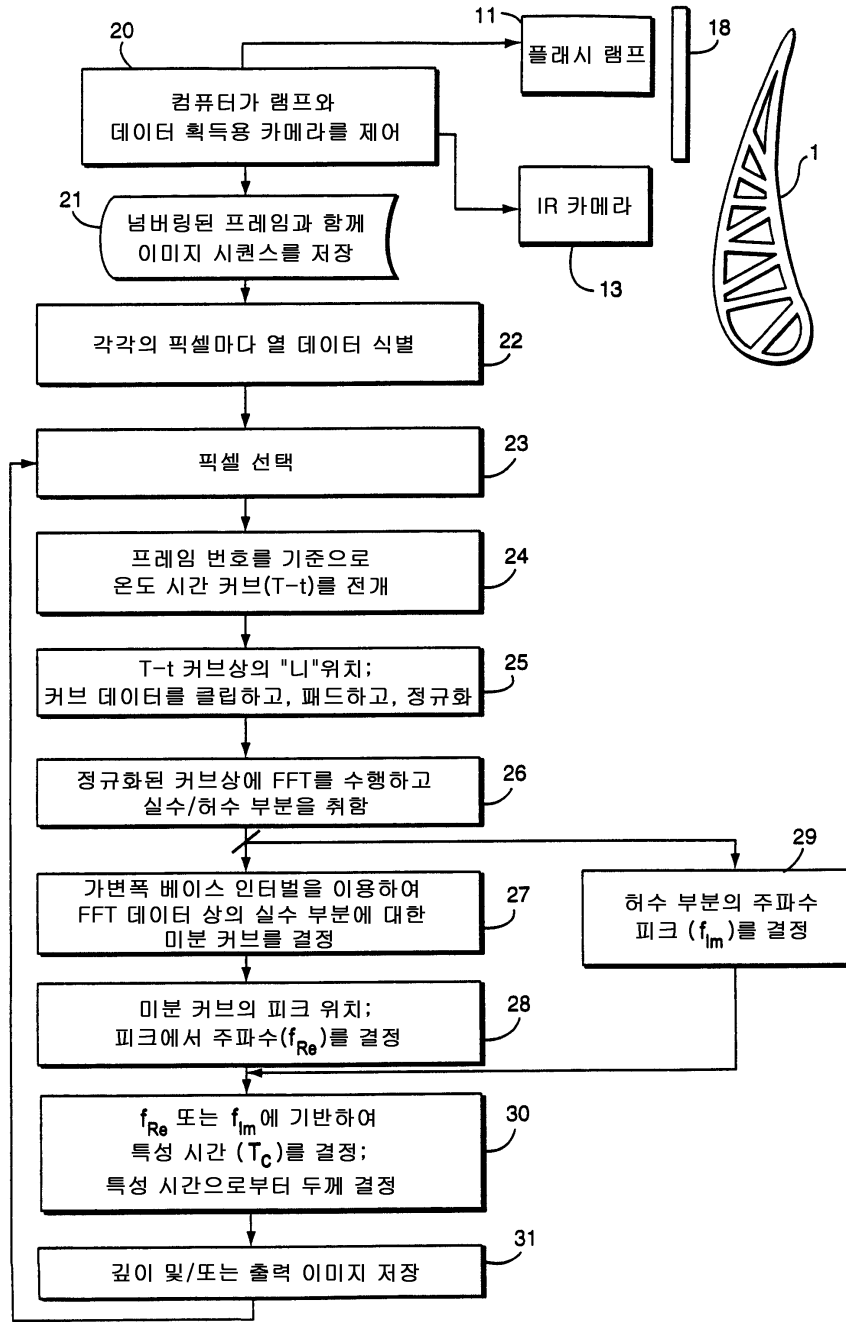 20
11
플래시 램프
18
컴퓨터가 램프와
데이터 획득용 카메라를 제어
1
21
넘버링된 프레임과 함께
이미지 시퀀스를 저장
IR 카메라
13
각각의 픽셀마다 열 데이터 식별
22
픽셀 선택
23
프레임 번호를 기준으로
온도 시간 커브(T-t)를 전개
24
T-t 커브상의 "니"위치;
커브 데이터를 클립하고, 패드하고, 정규화
25
정규화된 커브상에 FFT를 수행하고
실수/허수 부분을 취함
26
가변폭 베이스 인터벌을 이용하여
FFT 데이터 상의 실수 부분에 대한
미분 커브를 결정
27
29
허수 부분의 주파수
피크 (f_Im)를 결정
미분 커브의 피크 위치;
피크에서 주파수(f_Re)를 결정
28
f_Re 또는 f_Im에 기반하여
특성 시간 (T_C)를 결정;
특성 시간으로부터 두께 결정
30
깊이 및/또는 출력 이미지 저장
31